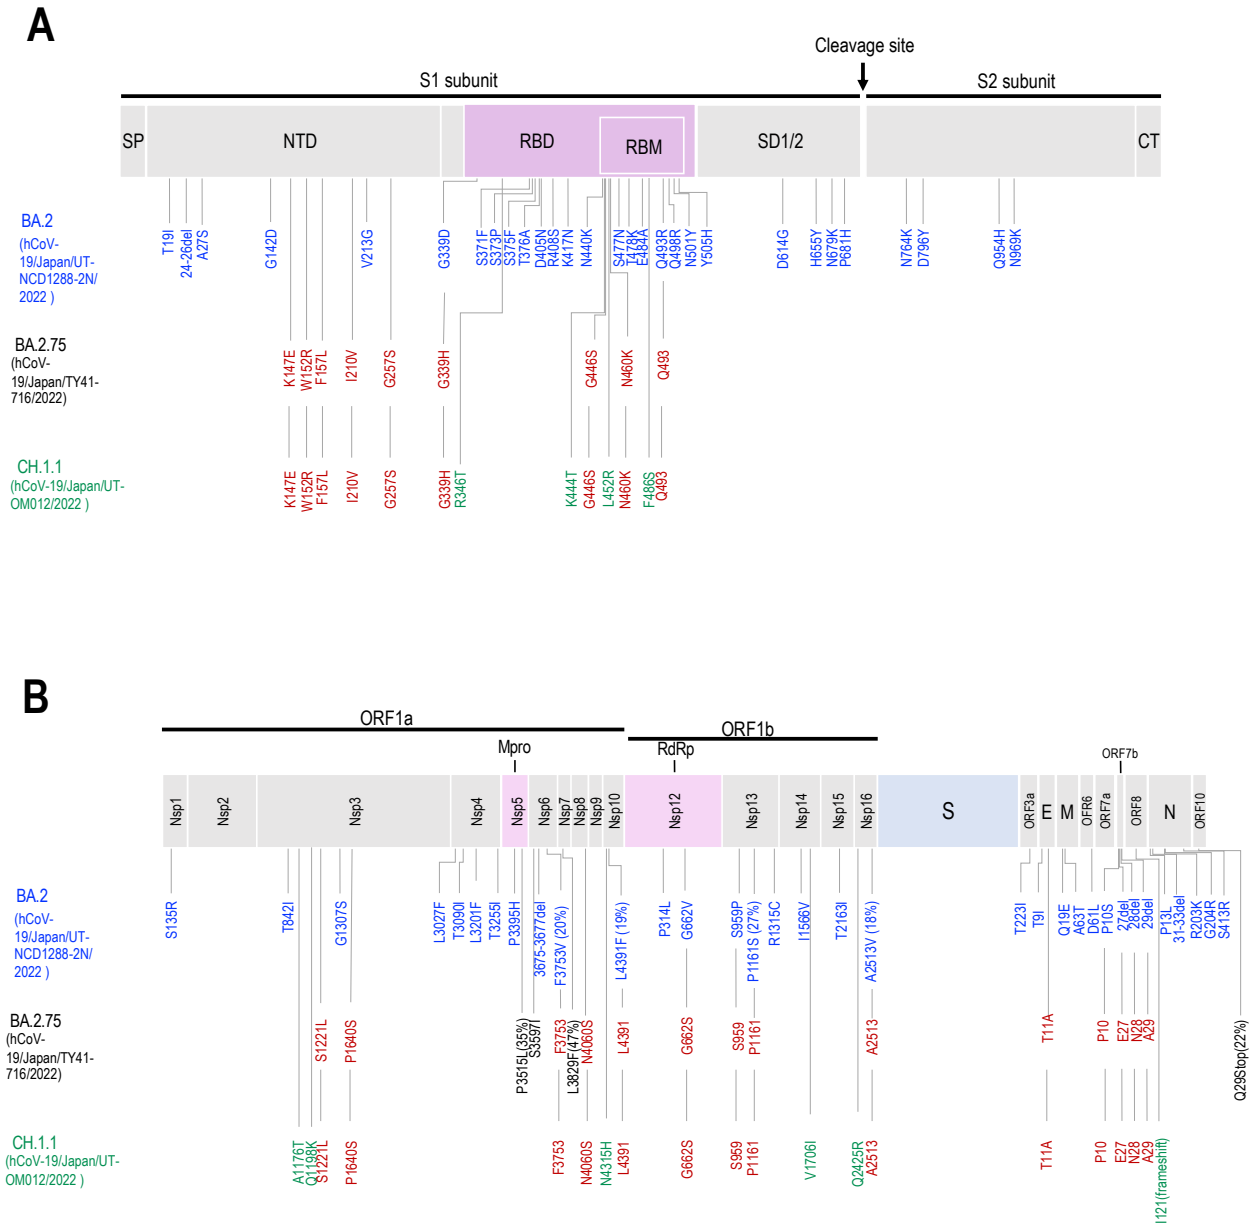 A
Cleavage site
S1 subunit
S2 subunit
SP
NTD
RBD
RBM
SD1/2
CT
BA.2
(hCoV-
19/Japan/UT-
NCD1288-2N/
2022 )
T19I
24-26del
A27S
G142D
V213G
G339D
S371F
S373P
S375F
T376A
D405N
R408S
K417N
N440K
S477N
T478K
E484A
Q493R
Q498R
N501Y
Y505H
D614G
H655Y
N679K
P681H
N764K
D796Y
Q954H
N969K
BA.2.75
(hCoV-
19/Japan/TY41-
716/2022)
K147E
W152R
F157L
I210V
G257S
G339H
G446S
N460K
Q493
CH.1.1
(hCoV-19/Japan/UT-
OM012/2022 )
K147E
W152R
F157L
I210V
G257S
G339H
R346T
K444T
G446S
L452R
N460K
F486S
Q493
B
ORF1a
ORF1b
Mpro
RdRp
ORF7b
Nsp1
Nsp2
Nsp3
Nsp4
Nsp5
Nsp6
Nsp7
Nsp8
Nsp9
Nsp10
Nsp12
Nsp13
Nsp14
Nsp15
Nsp16
S
ORF3a
E
M
OFR6
ORF7a
ORF8
N
ORF10
BA.2
(hCoV-
19/Japan/UT-
NCD1288-2N/
2022 )
S135R
T842I
G1307S
L3027F
T3090I
L3201F
T3255I
P3395H
3675-3677del
F3753V (20%)
L4391F (19%)
P314L
G662V
S959P
P1161S (27%)
R1315C
I1566V
T2163I
A2513V (18%)
T223I
T9I
Q19E
A63T
D61L
P10S
27del
28del
29del
P13L
31-33del
R203K
G204R
S413R
BA.2.75
(hCoV-
19/Japan/TY41-
716/2022)
S1221L
P1640S
P3515L(35%)
S3597I
F3753
L3829F(47%)
N4060S
L4391
G662S
S959
P1161
A2513
T11A
P10
E27
N28
A29
Q29Stop(22%)
CH.1.1
(hCoV-19/Japan/UT-
OM012/2022 )
A1176T
Q1198K
S1221L
P1640S
F3753
N4060S
N4315H
L4391
G662S
S959
P1161
V1706I
Q2425R
A2513
T11A
P10
E27
N28
A29
I121(frameshift)